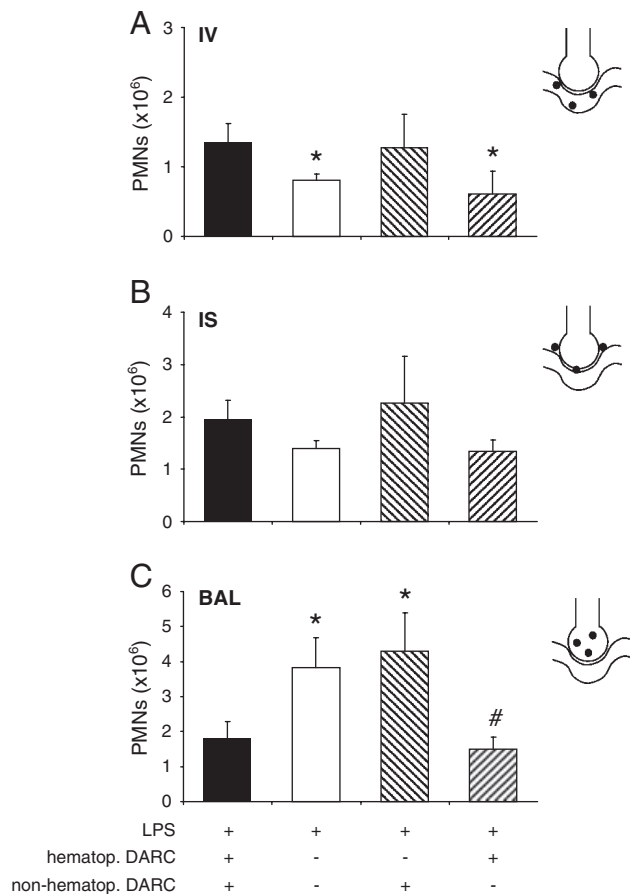 A
IV
PMNs (x10⁶)
3
2
1
0
*
*
B
IS
PMNs (x10⁶)
4
3
2
1
0
C
BAL
PMNs (x10⁶)
6
5
4
3
2
1
0
*
*
#
LPS + + + +
hematop. DARC + - - +
non-hematop. DARC + - + -